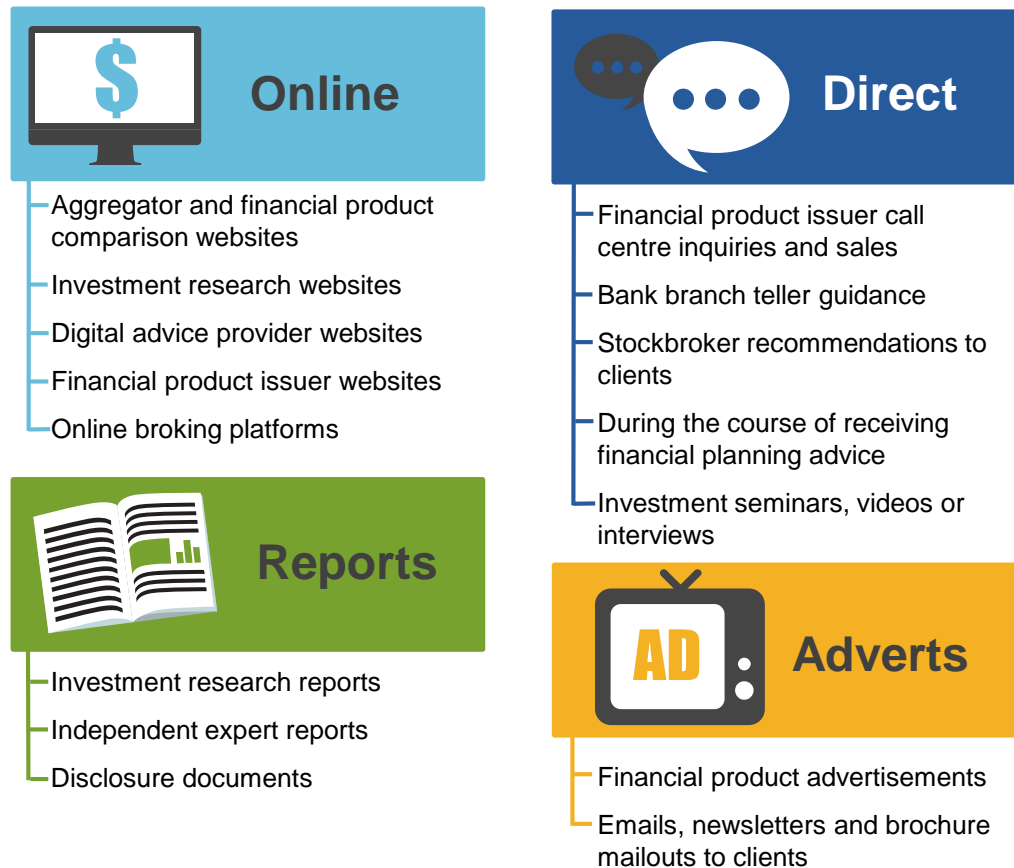 $
Online
Aggregator and financial product
comparison websites
Investment research websites
Digital advice provider websites
Financial product issuer websites
Online broking platforms
Reports
Investment research reports
Independent expert reports
Disclosure documents
Direct
Financial product issuer call
centre inquiries and sales
Bank branch teller guidance
Stockbroker recommendations to
clients
During the course of receiving
financial planning advice
Investment seminars, videos or
interviews
AD
Adverts
Financial product advertisements
Emails, newsletters and brochure
mailouts to clients